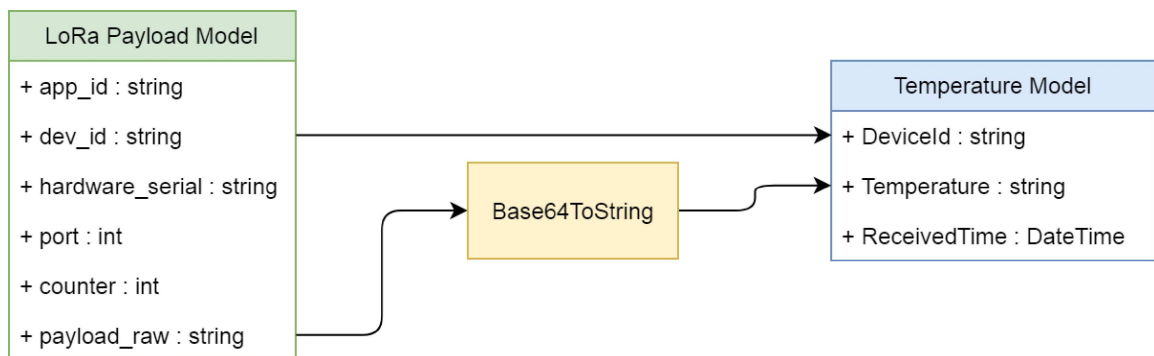 LoRa Payload Model
+ app_id : string
+ dev_id : string
+ hardware_serial : string
+ port : int
+ counter : int
+ payload_raw : string
Base64ToString
Temperature Model
+ DeviceId : string
+ Temperature : string
+ ReceivedTime : DateTime